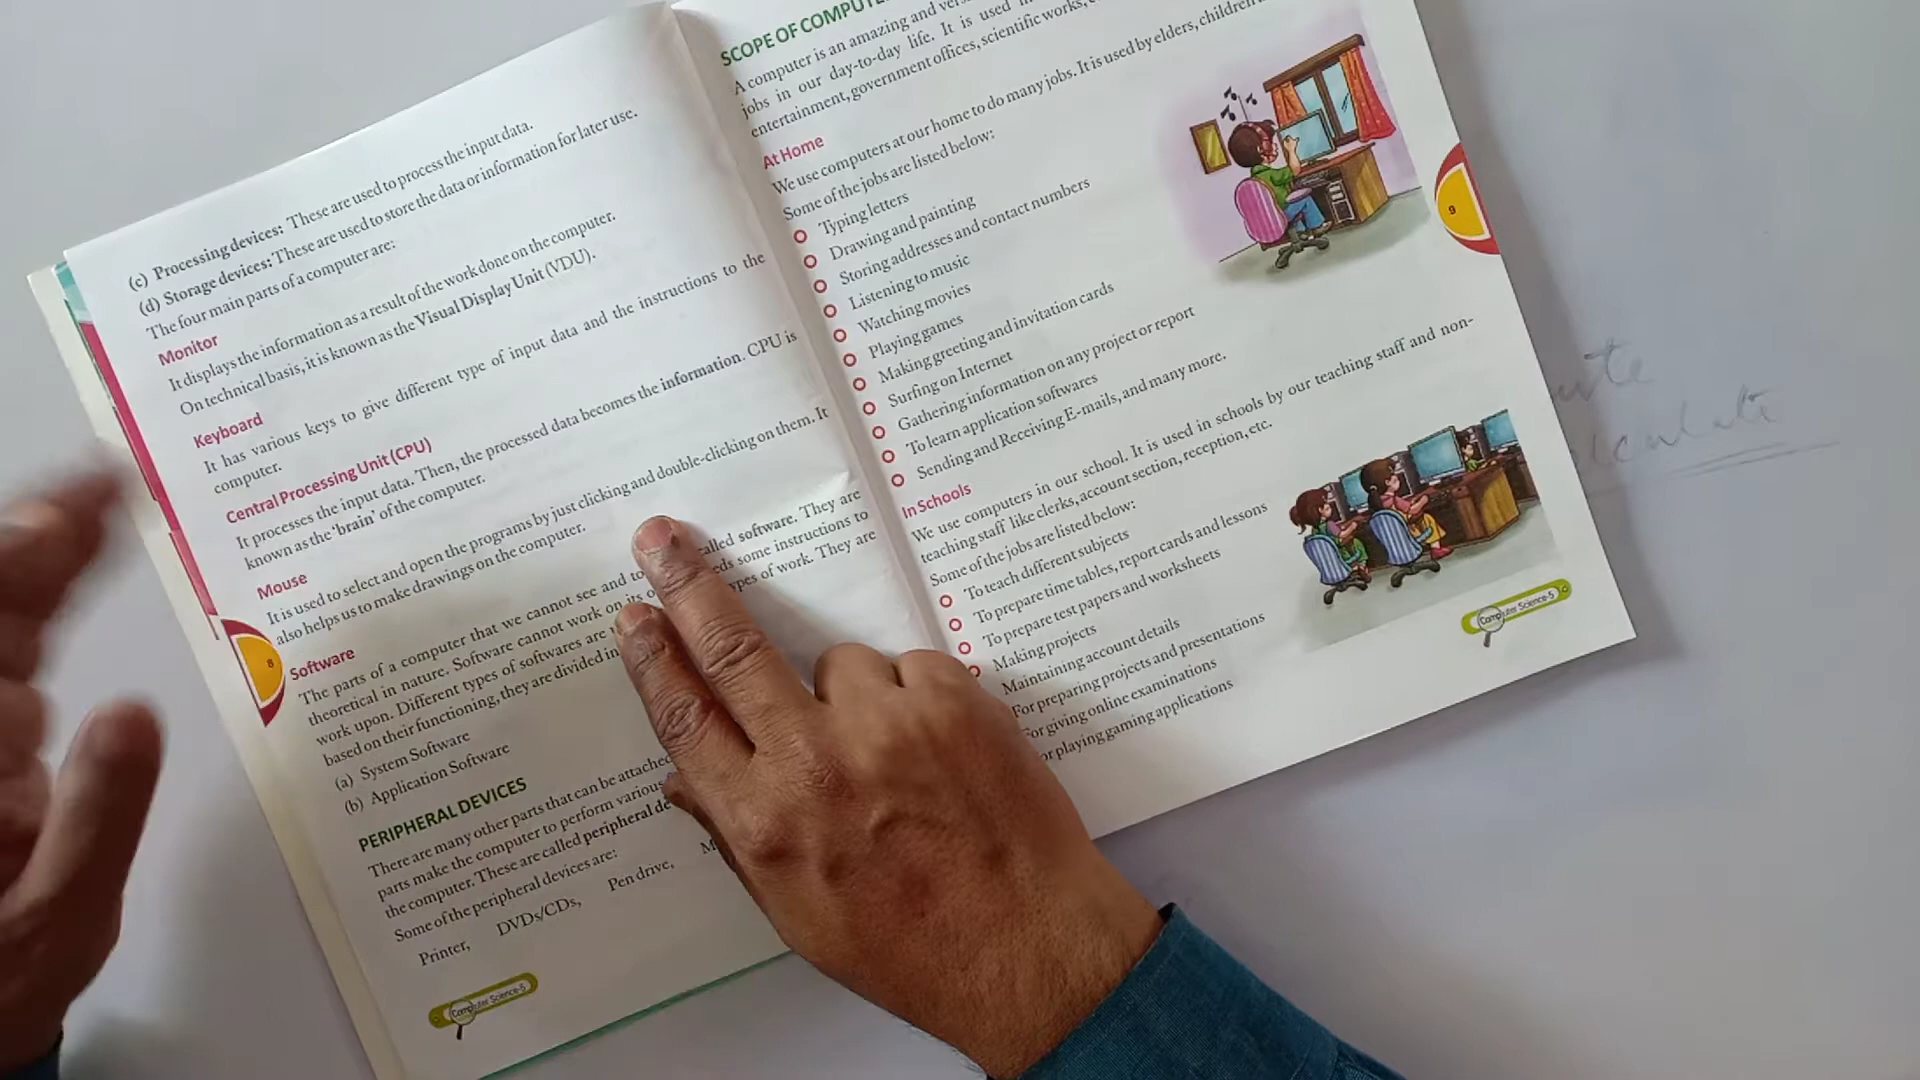 (c) Processing devices: These are used to process the input data.
(d) Storage devices: These are used to store the data or information for later use.
The four main parts of a computer are:
Monitor
It displays the information as a result of the work done on the computer.
On technical basis, it is known as the Visual Display Unit (VDU).
Keyboard
It has various keys to give different type of input data and the instructions to the
computer.
Central Processing Unit (CPU)
It processes the input data. Then, the processed data becomes the information. CPU is
known as the 'brain' of the computer.
Mouse
It is used to select and open the programs by just clicking and double-clicking on them. It
also helps us to make drawings on the computer.
Software
The parts of a computer that we cannot see and to called software. They are
theoretical in nature. Software cannot work on its some instructions to
work upon. Different types of softwares are types of work. They are
based on their functioning, they are divided in
(a) System Software
(b) Application Software
PERIPHERAL DEVICES
There are many other parts that can be attached
parts make the computer to perform various
the computer. These are called peripheral de
Some of the peripheral devices are:
Printer, DVDs/CDs, Pen drive, M
8
Computer Science-5
SCOPE OF COMPUTE
A computer is an amazing and
jobs in our day-to-day life. It is used
entertainment, government offices, scientific works,
At Home
We use computers at our home to do many jobs. It is used by elders, children
Some of the jobs are listed below:
Typing letters
Drawing and painting
Storing addresses and contact numbers
Listening to music
Watching movies
Playing games
Making greeting and invitation cards
Surfing on Internet
Gathering information on any project or report
To learn application softwares
Sending and Receiving E-mails, and many more.
In Schools
We use computers in our school. It is used in schools by our teaching staff and non-
teaching staff like clerks, account section, reception, etc.
Some of the jobs are listed below:
To teach different subjects
To prepare time tables, report cards and lessons
To prepare test papers and worksheets
Making projects
Maintaining account details
For preparing projects and presentations
For giving online examinations
or playing gaming applications
9
Computer Science-5